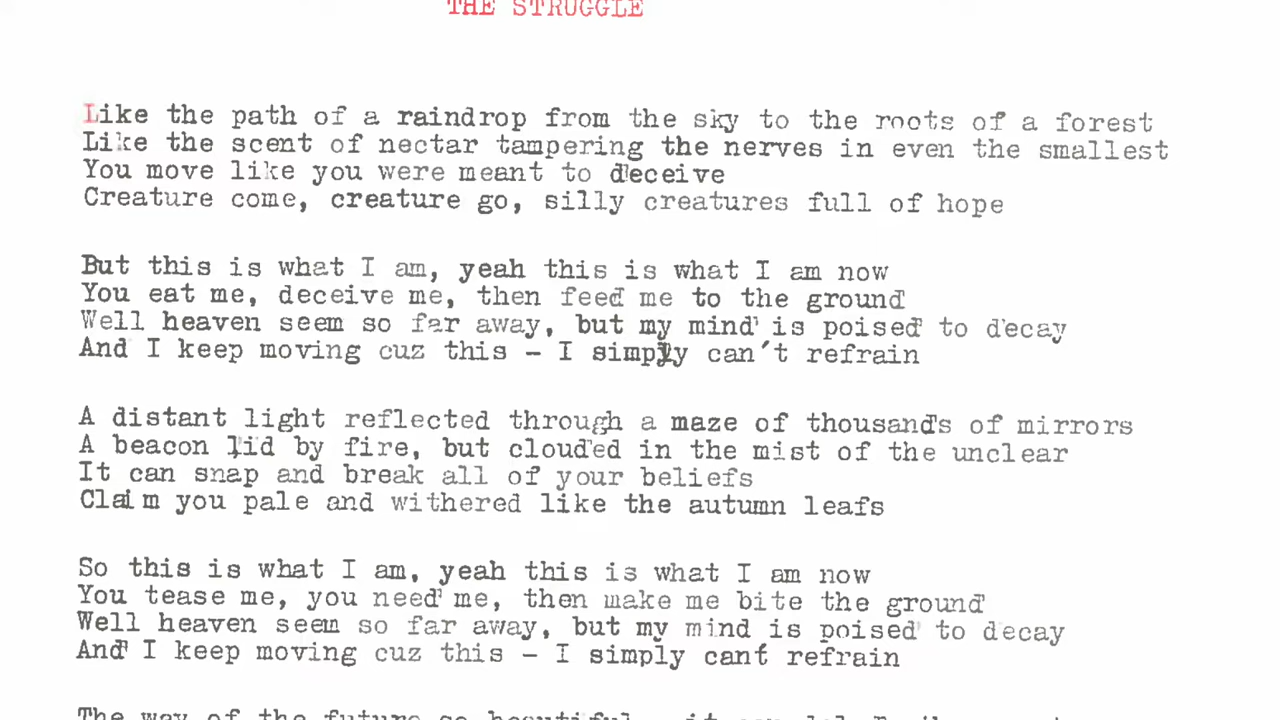 THE STRUGGLE
Like the path of a raindrop from the sky to the roots of a forest
Like the scent of nectar tampering the nerves in even the smallest
You move like you were meant to deceive
Creature come, creature go, silly creatures full of hope
But this is what I am, yeah this is what I am now
You eat me, deceive me, then feed me to the ground
Well heaven seem so far away, but my mind is poised to decay
And I keep moving cuz this - I simply can't refrain
A distant light reflected through a maze of thousands of mirrors
A beacon lid by fire, but clouded in the mist of the unclear
It can snap and break all of your beliefs
Claim you pale and withered like the autumn leafs
So this is what I am, yeah this is what I am now
You tease me, you need me, then make me bite the ground
Well heaven seem so far away, but my mind is poised to decay
And I keep moving cuz this - I simply cant refrain
The way of the future so beautiful